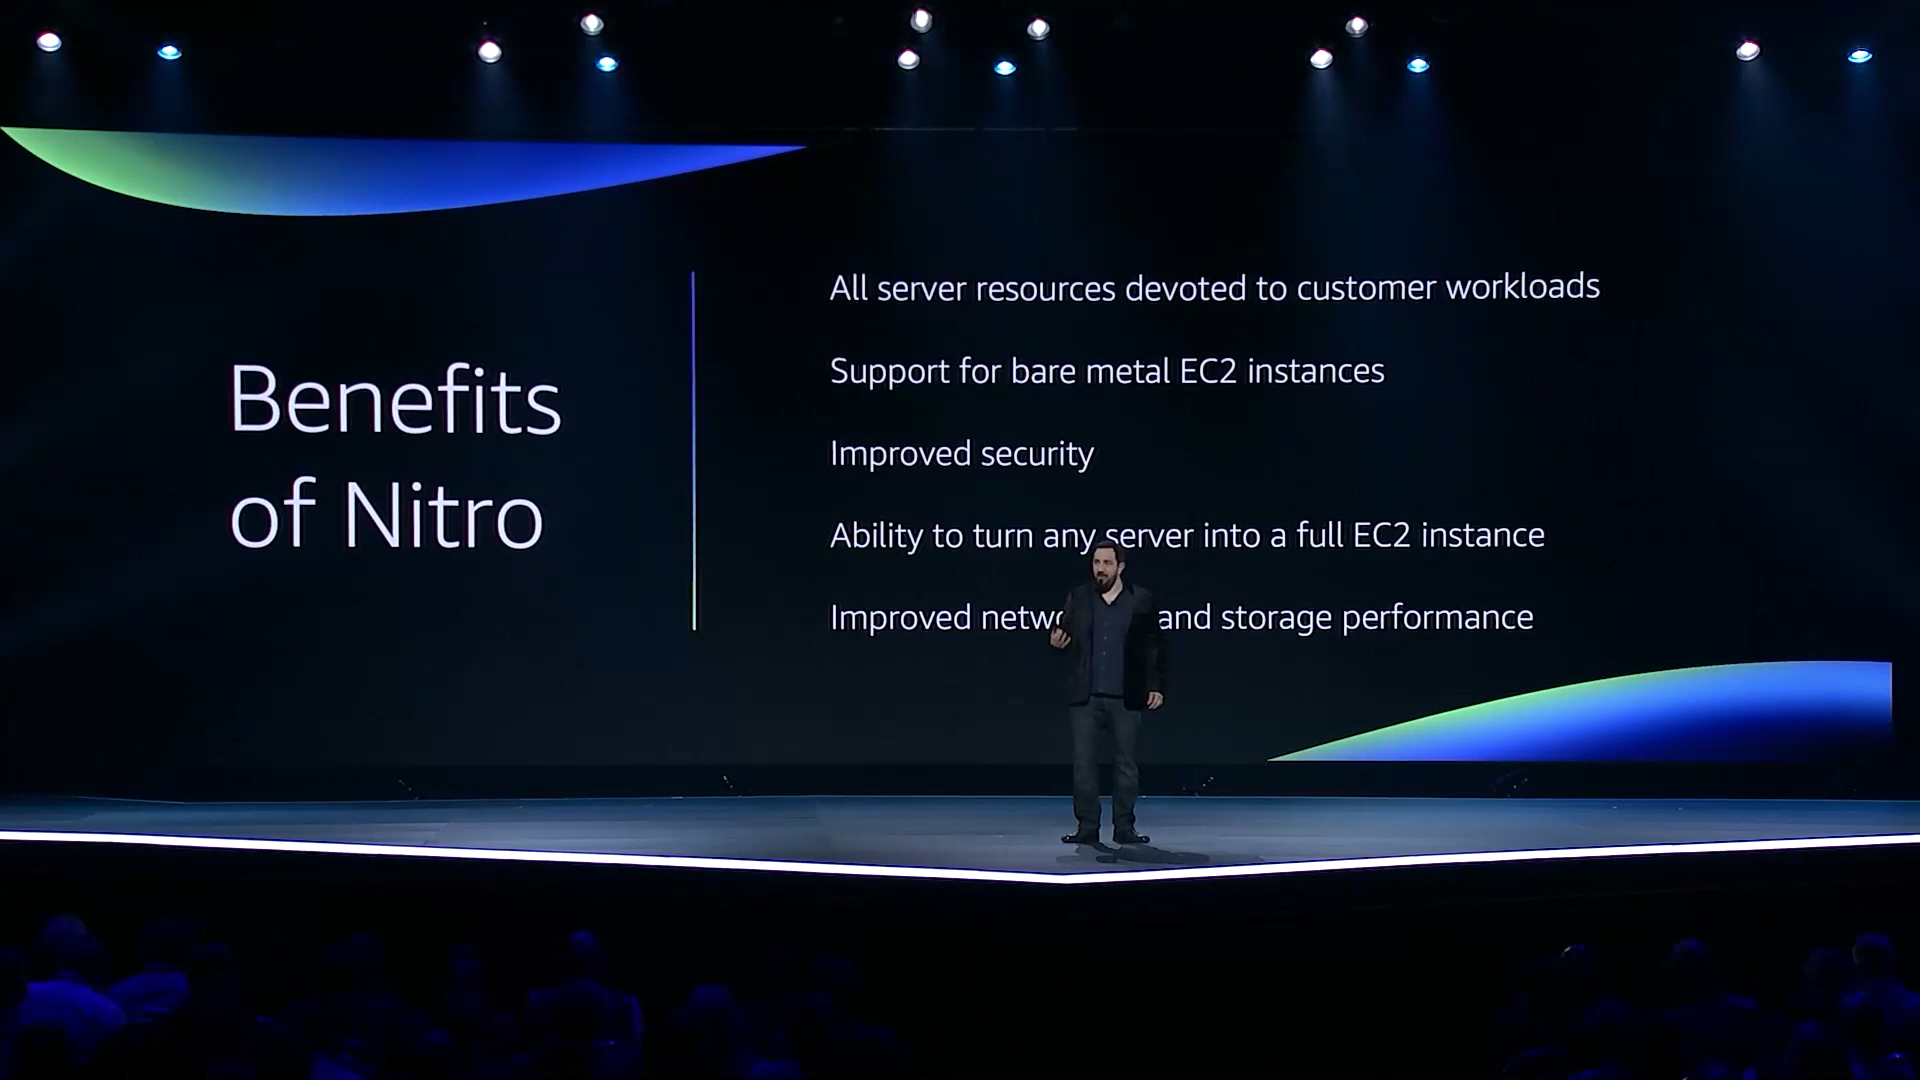 Benefits
of Nitro
All server resources devoted to customer workloads
Support for bare metal EC2 instances
Improved security
Ability to turn any server into a full EC2 instance
Improved and storage performance